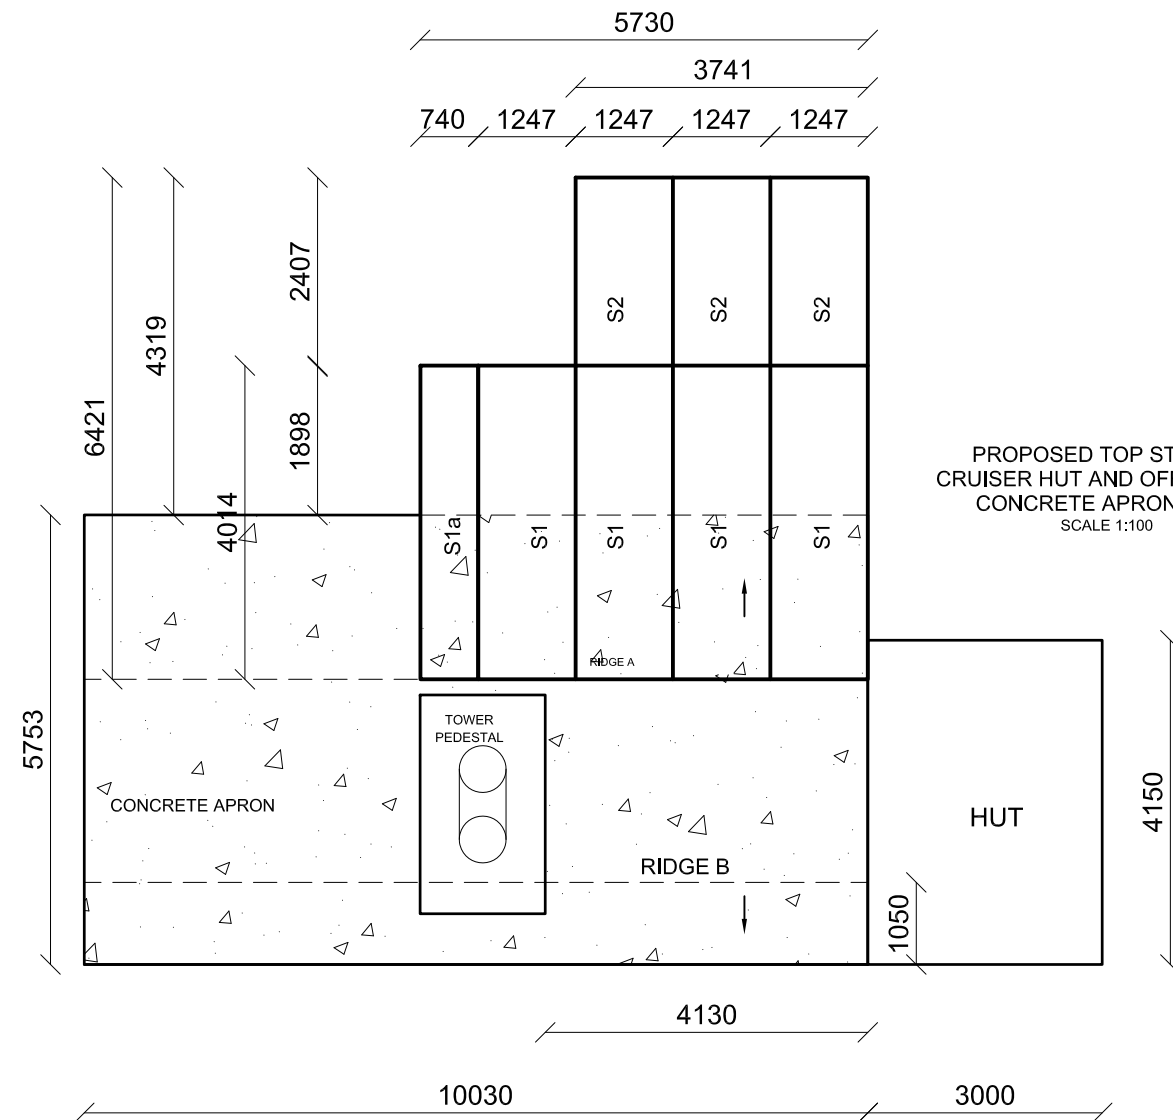 5730
3741
740 1247 1247 1247 1247
2407
4319
6421
1898
4014
S2 S2 S2
PROPOSED TOP ST
CRUISER HUT AND
CONCRETE APRON
SCALE 1:100
S1a S1 S1 S1 S1
RIDGE A
5753
TOWER
PEDESTAL
CONCRETE APRON
4150
HUT
RIDGE B
1050
4130
10030 3000